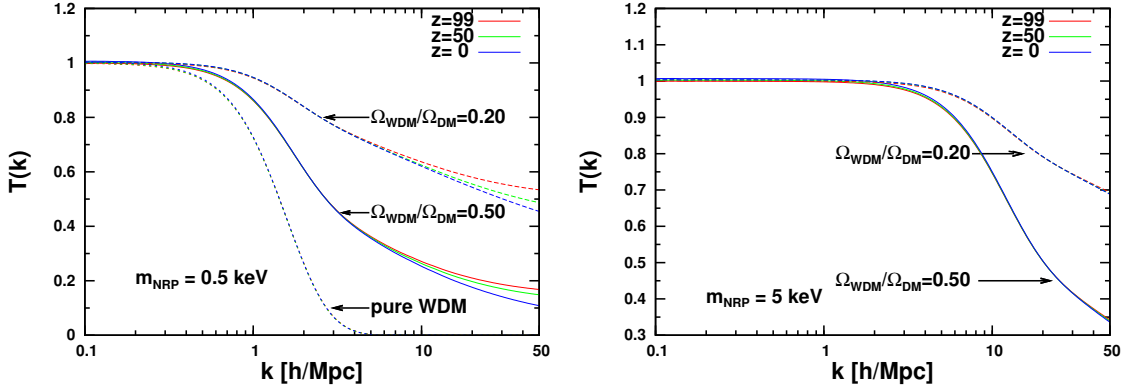 1.2
1
0.8
0.6
0.4
0.2
0
T(k)
z=99
z=50
z= 0
Ω_WDM/Ω_DM=0.20
Ω_WDM/Ω_DM=0.50
m_NRP = 0.5 keV
pure WDM
0.1
1
10
50
k [h/Mpc]
1.2
1.1
1
0.9
0.8
0.7
0.6
0.5
0.4
0.3
T(k)
z=99
z=50
z= 0
Ω_WDM/Ω_DM=0.20
Ω_WDM/Ω_DM=0.50
m_NRP = 5 keV
0.1
1
10
50
k [h/Mpc]